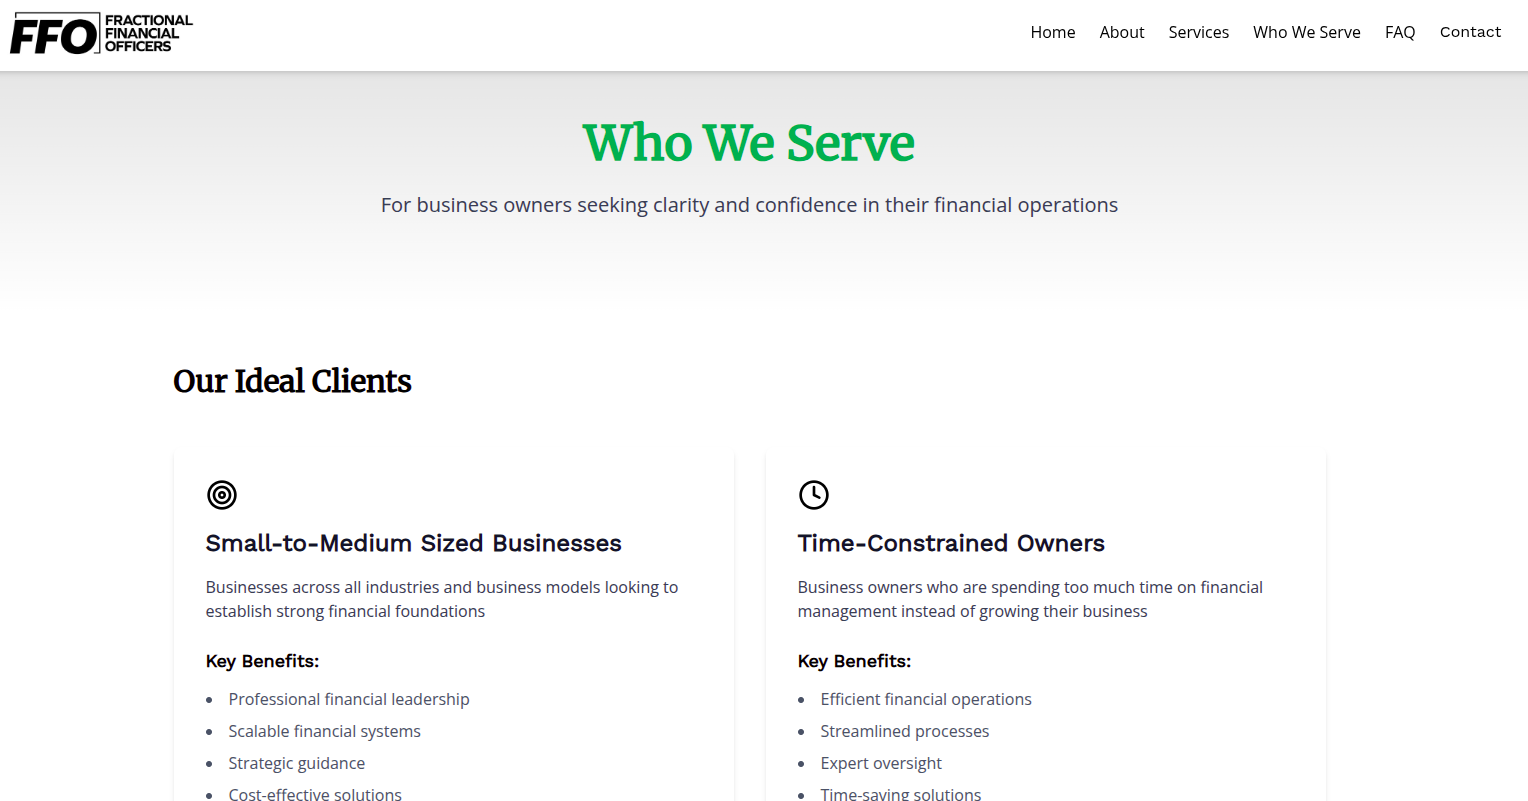 FFO FRACTIONAL
FINANCIAL
OFFICERS
Home About Services Who We Serve FAQ Contact
Who We Serve
For business owners seeking clarity and confidence in their financial operations
Our Ideal Clients
Small-to-Medium Sized Businesses
Businesses across all industries and business models looking to
establish strong financial foundations
Key Benefits:
• Professional financial leadership
• Scalable financial systems
• Strategic guidance
• Cost-effective solutions
Time-Constrained Owners
Business owners who are spending too much time on financial
management instead of growing their business
Key Benefits:
• Efficient financial operations
• Streamlined processes
• Expert oversight
• Time-saving solutions